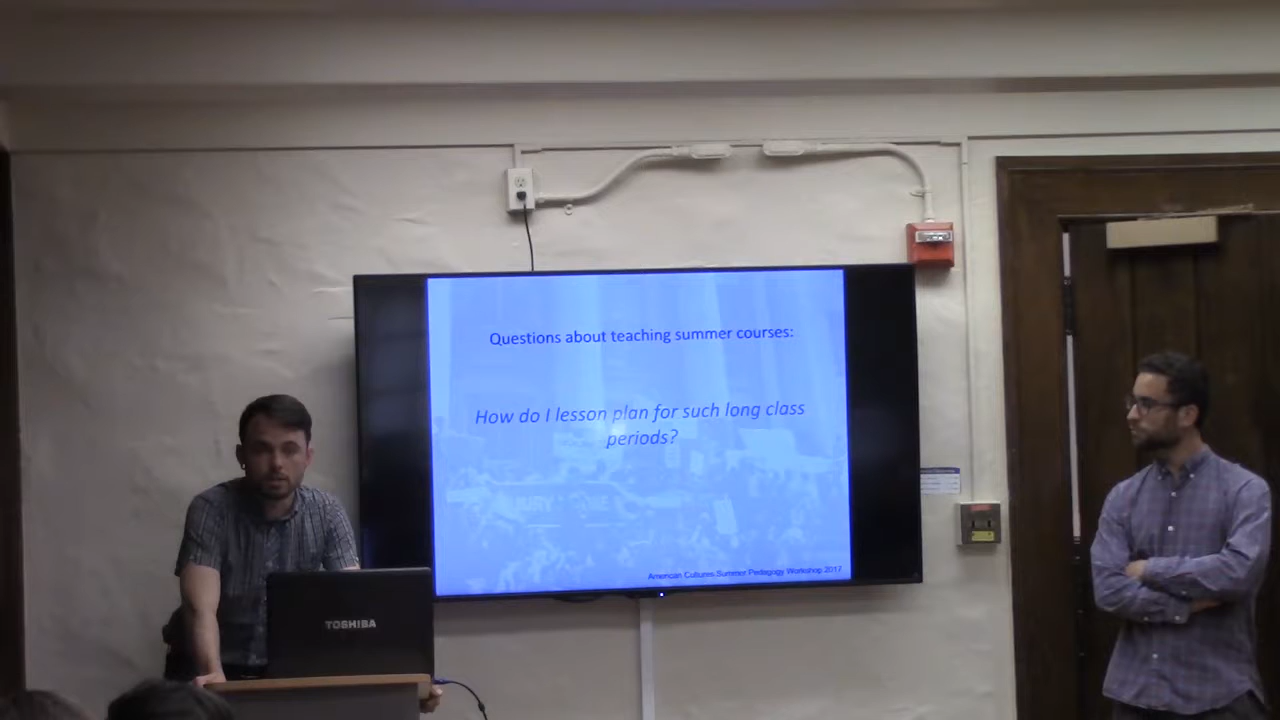 Questions about teaching summer courses:
How do I lesson plan for such long class
periods?
American Cultures Summer Pedagogy Workshop 2017
TOSHIBA